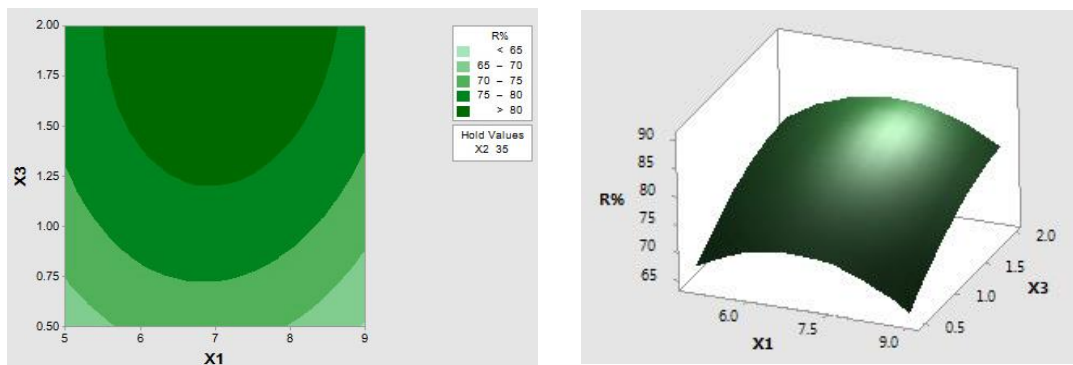 2.00
1.75
1.50
1.25
1.00
0.75
0.50
X3
5 6 7 8 9
X1
R%
< 65
65 – 70
70 – 75
75 – 80
> 80
Hold Values
X2 35
90
85
80
75
70
65
R%
6.0
7.5
9.0
X1
0.5
1.0
1.5
2.0
X3